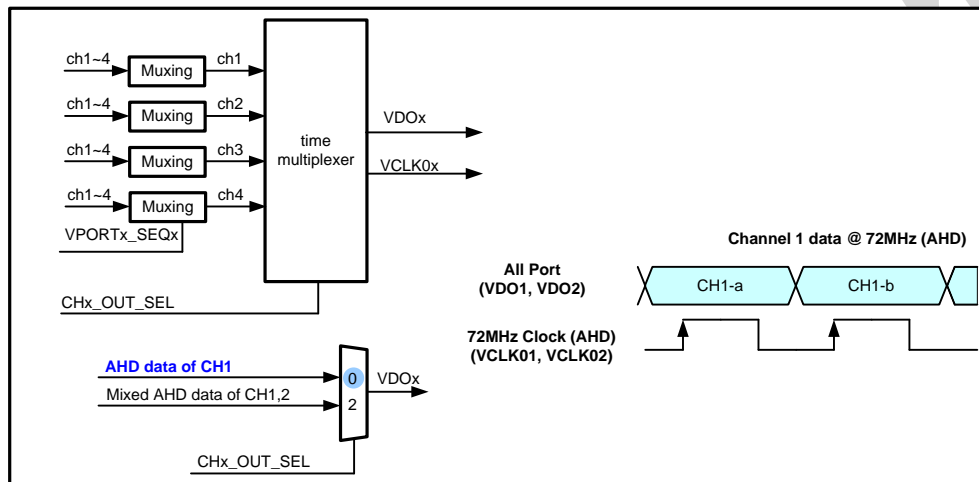 ch1~4
Muxing
ch1
ch1~4
Muxing
ch2
ch1~4
Muxing
ch3
ch1~4
Muxing
ch4
VPORTx_SEQx
time
multiplexer
VDOx
VCLK0x
CHx_OUT_SEL
AHD data of CH1
Mixed AHD data of CH1,2
0
2
VDOx
CHx_OUT_SEL
Channel 1 data @ 72MHz (AHD)
All Port
(VDO1, VDO2)
CH1-a
CH1-b
72MHz Clock (AHD)
(VCLK01, VCLK02)